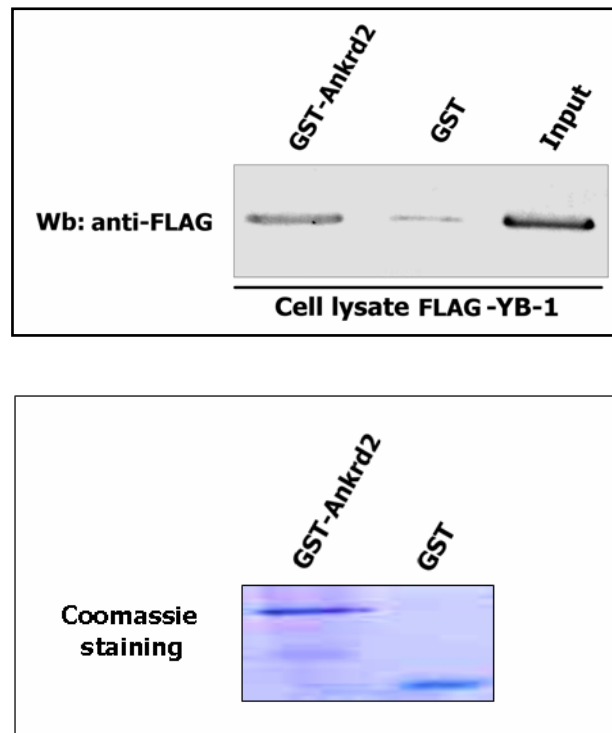 GST-Ankrd2
GST
Input
Wb: anti-FLAG
Cell lysate FLAG-YB-1
GST-Ankrd2
GST
Coomassie
staining